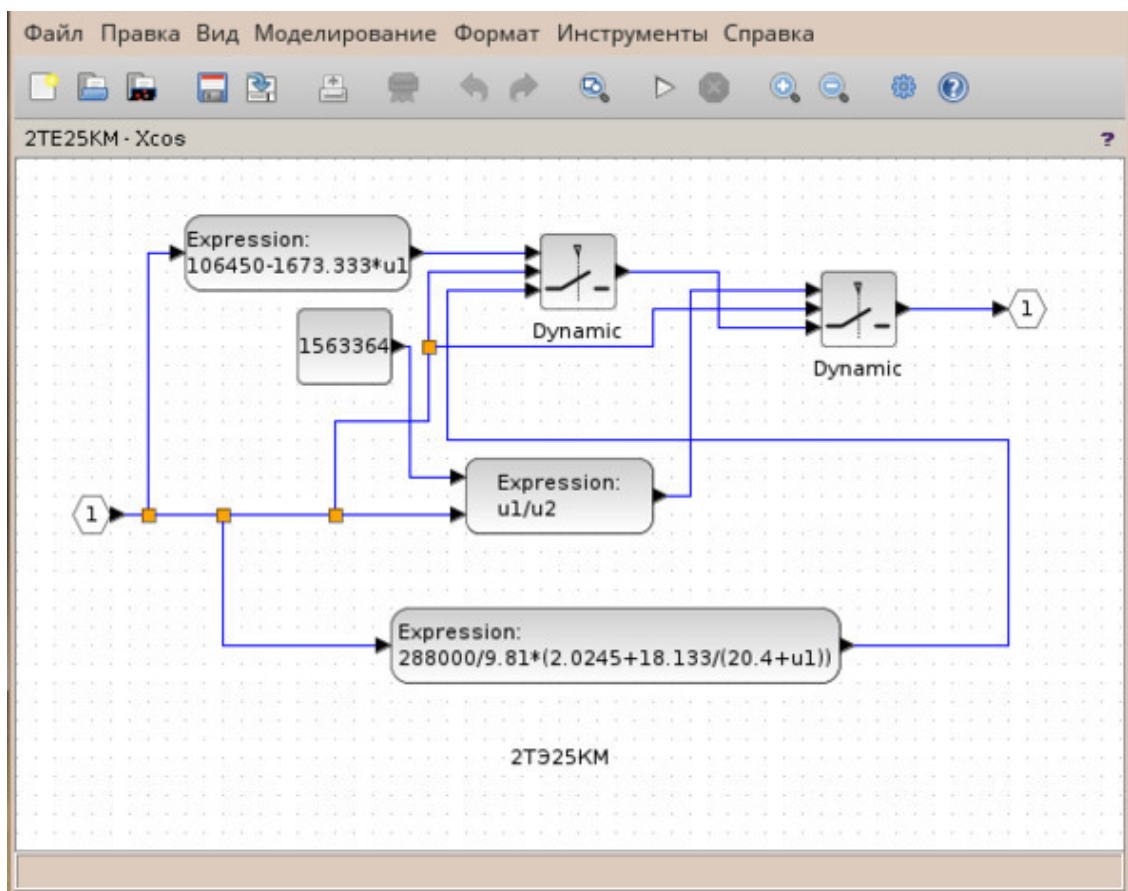 Файл Правка Вид Моделирование Формат Инструменты Справка
2TE25KM - Xcos
?
Expression:
106450-1673.333*u1
Dynamic
1563364
1
Dynamic
Expression:
u1/u2
1
Expression:
288000/9.81*(2.0245+18.133/(20.4+u1))
2ТЭ25КМ